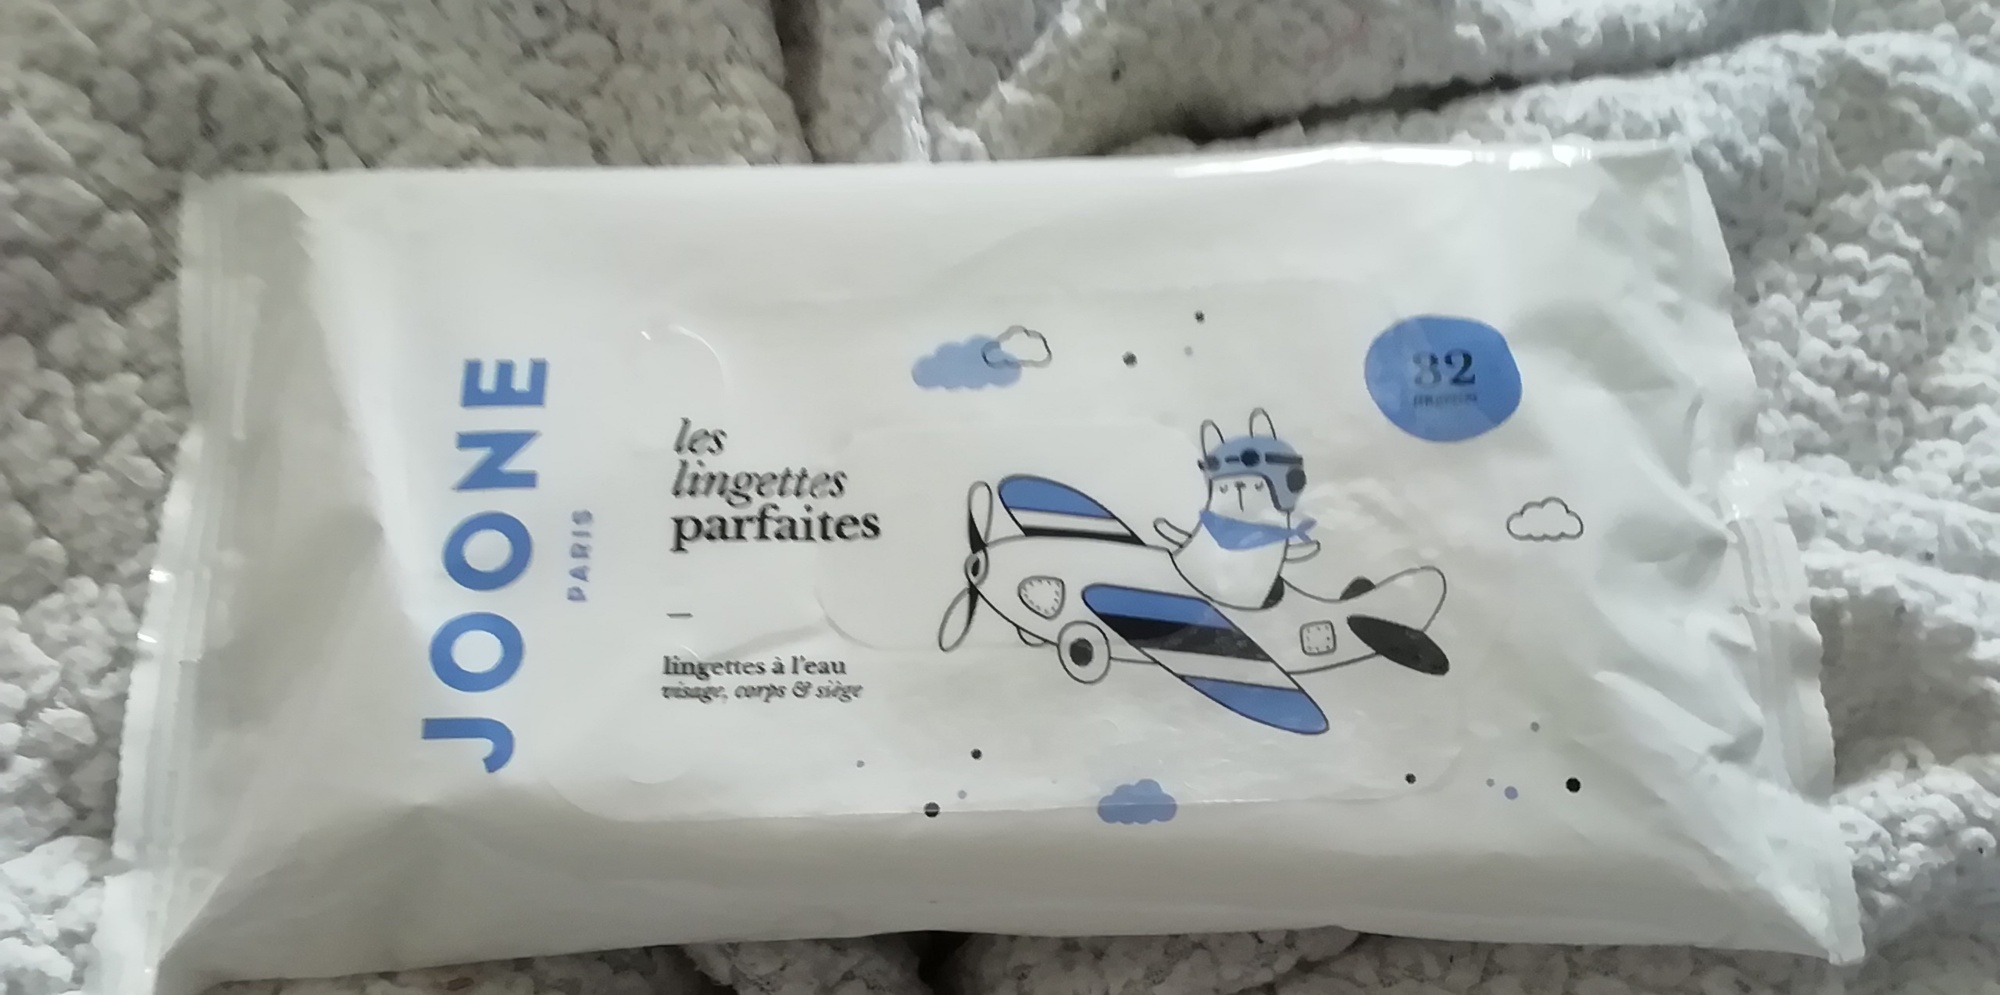 JOONE
PARIS
les
lingettes
parfaites
—
lingettes à l'eau
visage, corps & siège
32